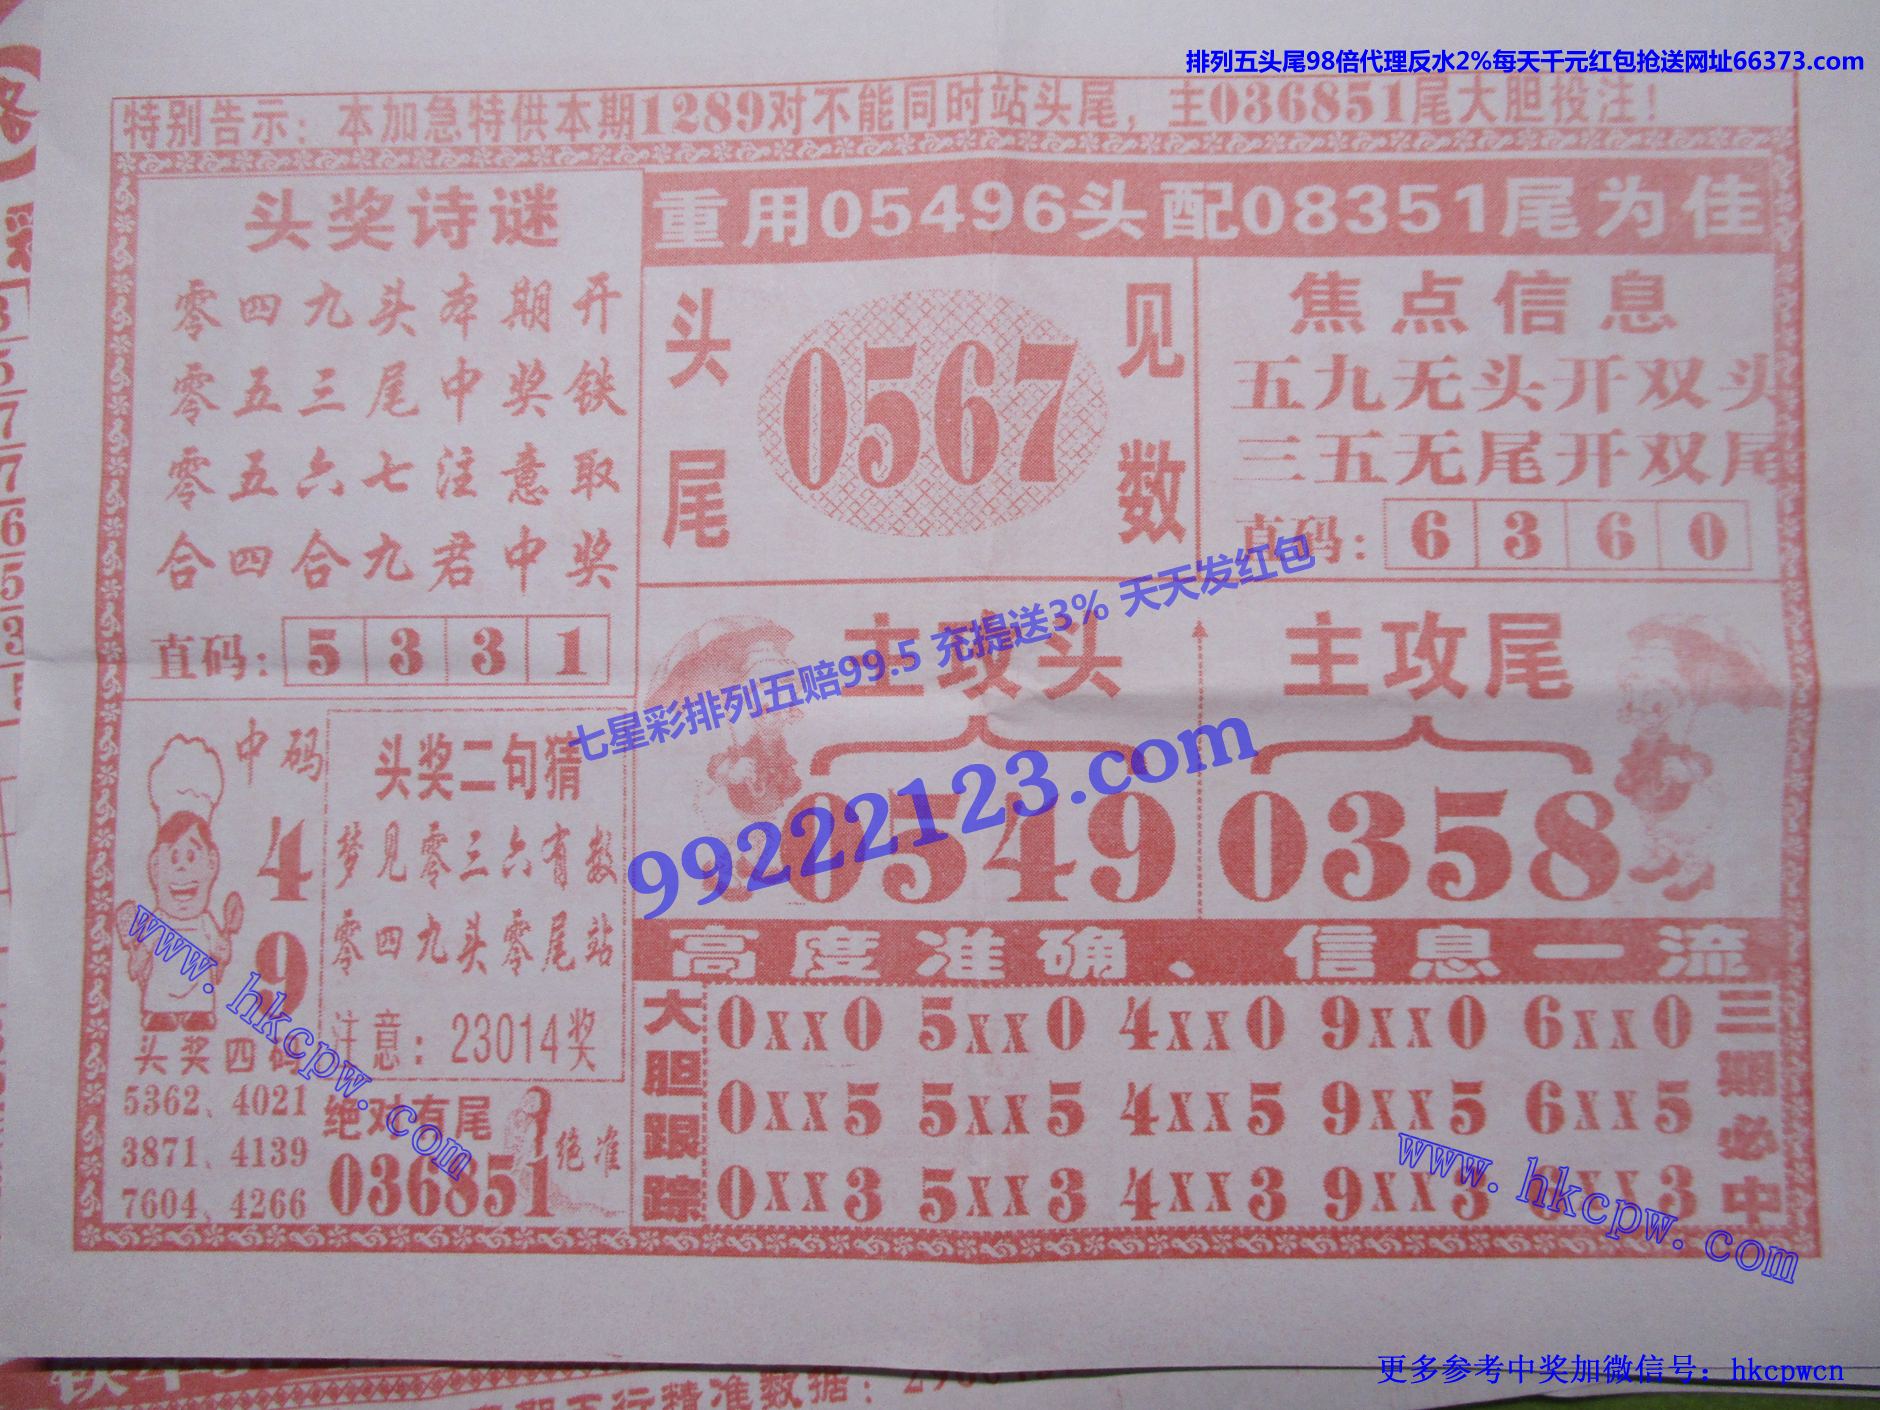 排列五头尾98倍代理反水2%每天千元红包抢送网址66373.com
特别告示：本加急特供本期1289对不能同时站头尾，主036851尾大胆投注！
头奖诗谜
零四九头本期开
零五三尾中奖铁
零五六七注意取
合四合九君中奖
直码：5331
重用05496头配08351尾为佳
头尾
0567
见数
焦点信息
五九无头开双头
三五无尾开双尾
直码：6360
七星彩排列五赔99.5 充提送3% 天天发红包
99222123.com
主攻头
0549
主攻尾
0358
中码
49
头奖二句猜
梦见零三六有数
零四九头零尾站
注意：23014奖
头奖四码
5362、4021
3871、4139
7604、4266
绝对有尾
036851
绝准
www.hkcpw.com
高度准确、信息一流
大胆跟踪
0xx0 5xx0 4xx0 9xx0 6xx0
0xx5 5xx5 4xx5 9xx5 6xx5
0xx3 5xx3 4xx3 9xx3 6xx3
三期必中
www.hkcpw.com
更多参考中奖加微信号：hkcpwcn